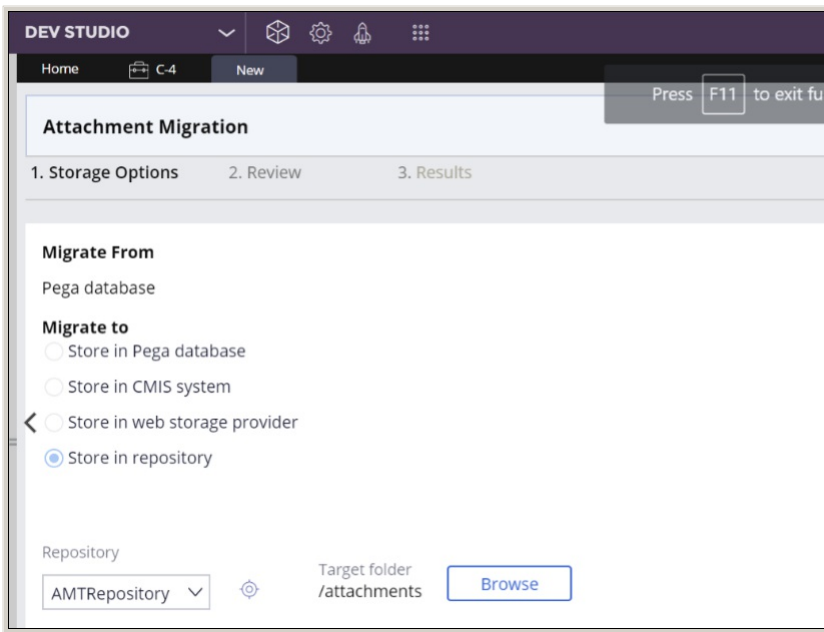 DEV STUDIO
Home C-4 New
Press F11 to exit fu
Attachment Migration
1. Storage Options 2. Review 3. Results
Migrate From
Pega database
Migrate to
Store in Pega database
Store in CMIS system
Store in web storage provider
Store in repository
Repository
Target folder
AMTRepository /attachments Browse